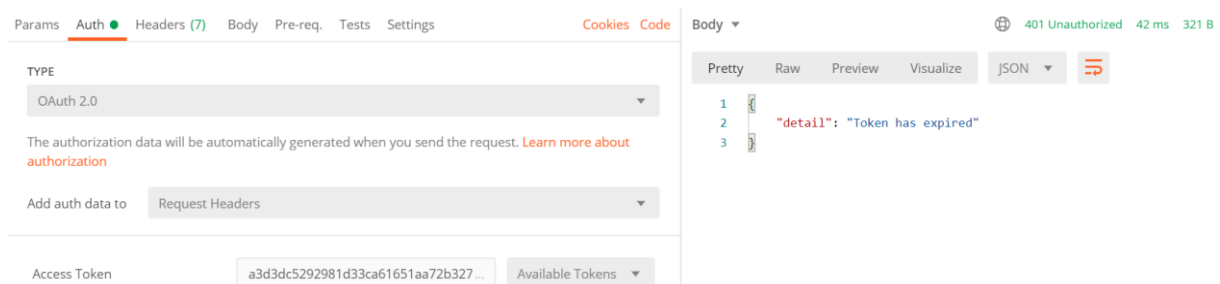 Params Auth Headers (7) Body Pre-req. Tests Settings Cookies Code
TYPE
OAuth 2.0
The authorization data will be automatically generated when you send the request. Learn more about
authorization
Add auth data to Request Headers
Access Token a3d3dc5292981d33ca61651aa72b327... Available Tokens
Body 401 Unauthorized 42 ms 321 B
Pretty Raw Preview Visualize JSON
1 {
2 "detail": "Token has expired"
3 }